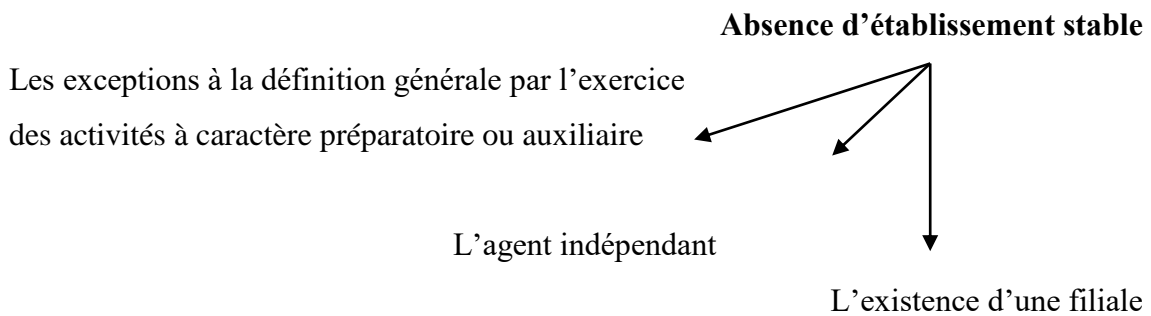 Absence d’établissement stable
Les exceptions à la définition générale par l’exercice
des activités à caractère préparatoire ou auxiliaire
L’agent indépendant
L’existence d’une filiale